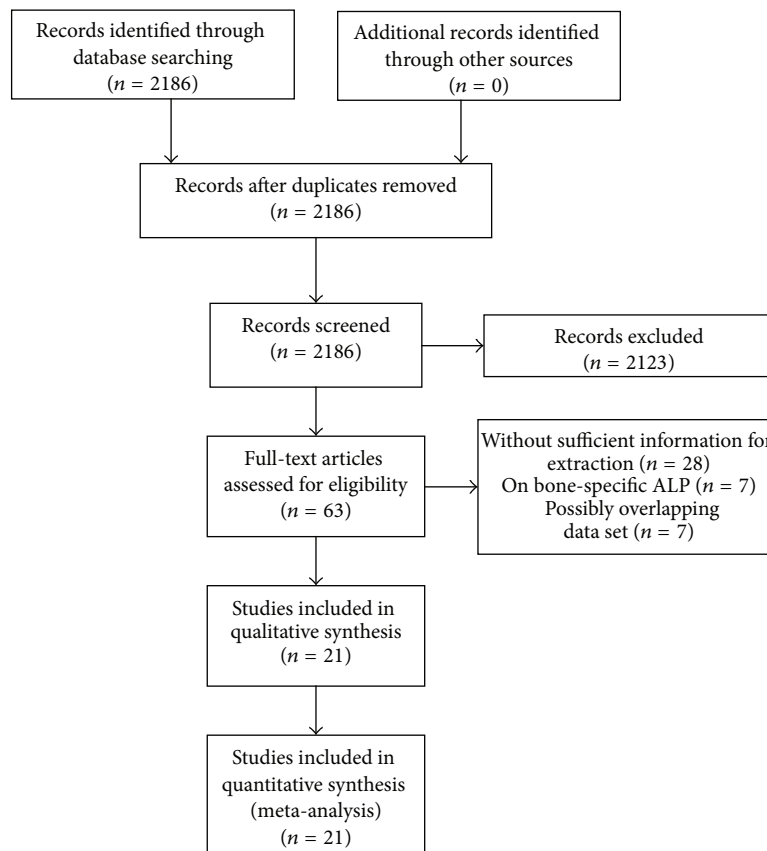 Records identified through
database searching
(n = 2186)
Additional records identified
through other sources
(n = 0)
Records after duplicates removed
(n = 2186)
Records screened
(n = 2186)
Records excluded
(n = 2123)
Full-text articles
assessed for eligibility
(n = 63)
Without sufficient information for
extraction (n = 28)
On bone-specific ALP (n = 7)
Possibly overlapping
data set (n = 7)
Studies included in
qualitative synthesis
(n = 21)
Studies included in
quantitative synthesis
(meta-analysis)
(n = 21)